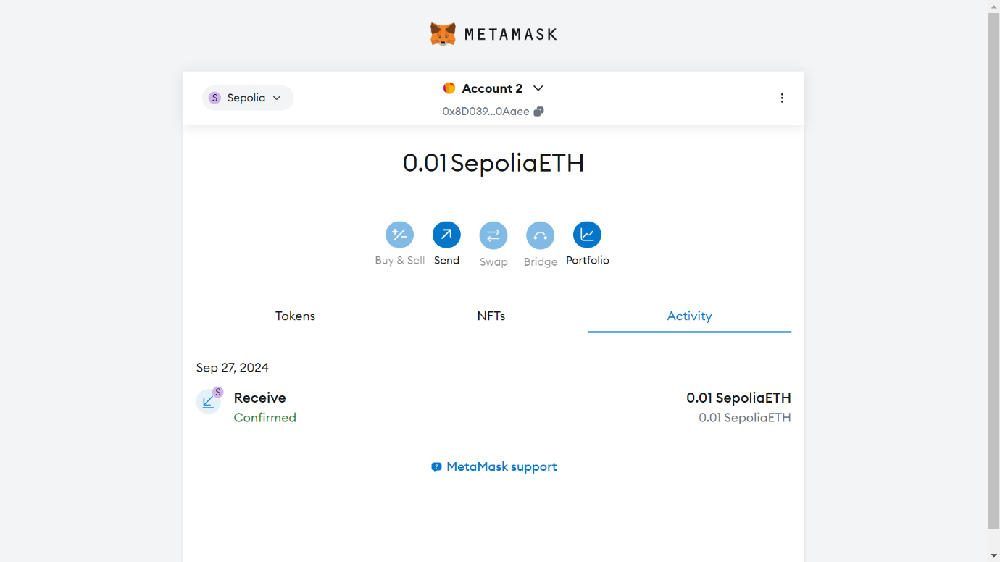 METAMASK
S Sepolia
Account 2
0x8D039...0Aaee
0.01 SepoliaETH
Buy & Sell Send Swap Bridge Portfolio
Tokens NFTs Activity
Sep 27, 2024
S
Receive 0.01 SepoliaETH
Confirmed 0.01 SepoliaETH
? MetaMask support